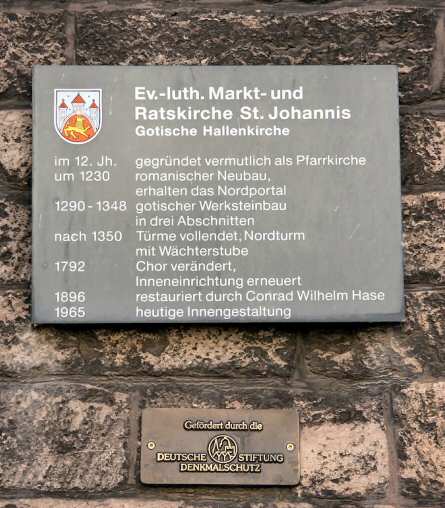 Ev.-luth. Markt- und
Ratskirche St. Johannis
Gotische Hallenkirche
im 12. Jh. gegründet vermutlich als Pfarrkirche
um 1230 romanischer Neubau,
erhalten das Nordportal
1290-1348 gotischer Werksteinbau
in drei Abschnitten
nach 1350 Türme vollendet, Nordturm
mit Wächterstube
1792 Chor verändert,
Inneneinrichtung erneuert
1896 restauriert durch Conrad Wilhelm Hase
1965 heutige Innengestaltung
Gefördert durch die
DEUTSCHE STIFTUNG
DENKMALSCHUTZ